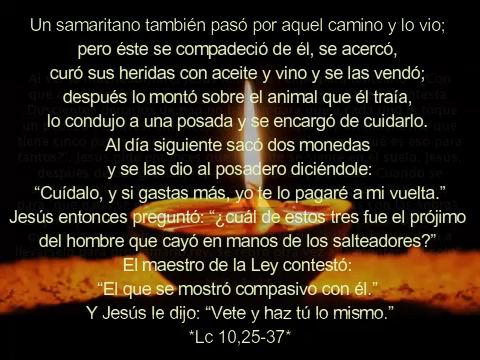 Un samaritano también pasó por aquel camino y lo vio;
pero éste se compadeció de él, se acercó,
curó sus heridas con aceite y vino y se las vendó;
después lo montó sobre el animal que él traía,
lo condujo a una posada y se encargó de cuidarlo.
Al día siguiente sacó dos monedas
y se las dio al posadero diciéndole:
“Cuídalo, y si gastas más, yo te lo pagaré a mi vuelta.”
Jesús entonces preguntó: “¿cuál de estos tres fue el prójimo
del hombre que cayó en manos de los salteadores?”
El maestro de la Ley contestó:
“El que se mostró compasivo con él.”
Y Jesús le dijo: “Vete y haz tú lo mismo.”
*Lc 10,25-37*